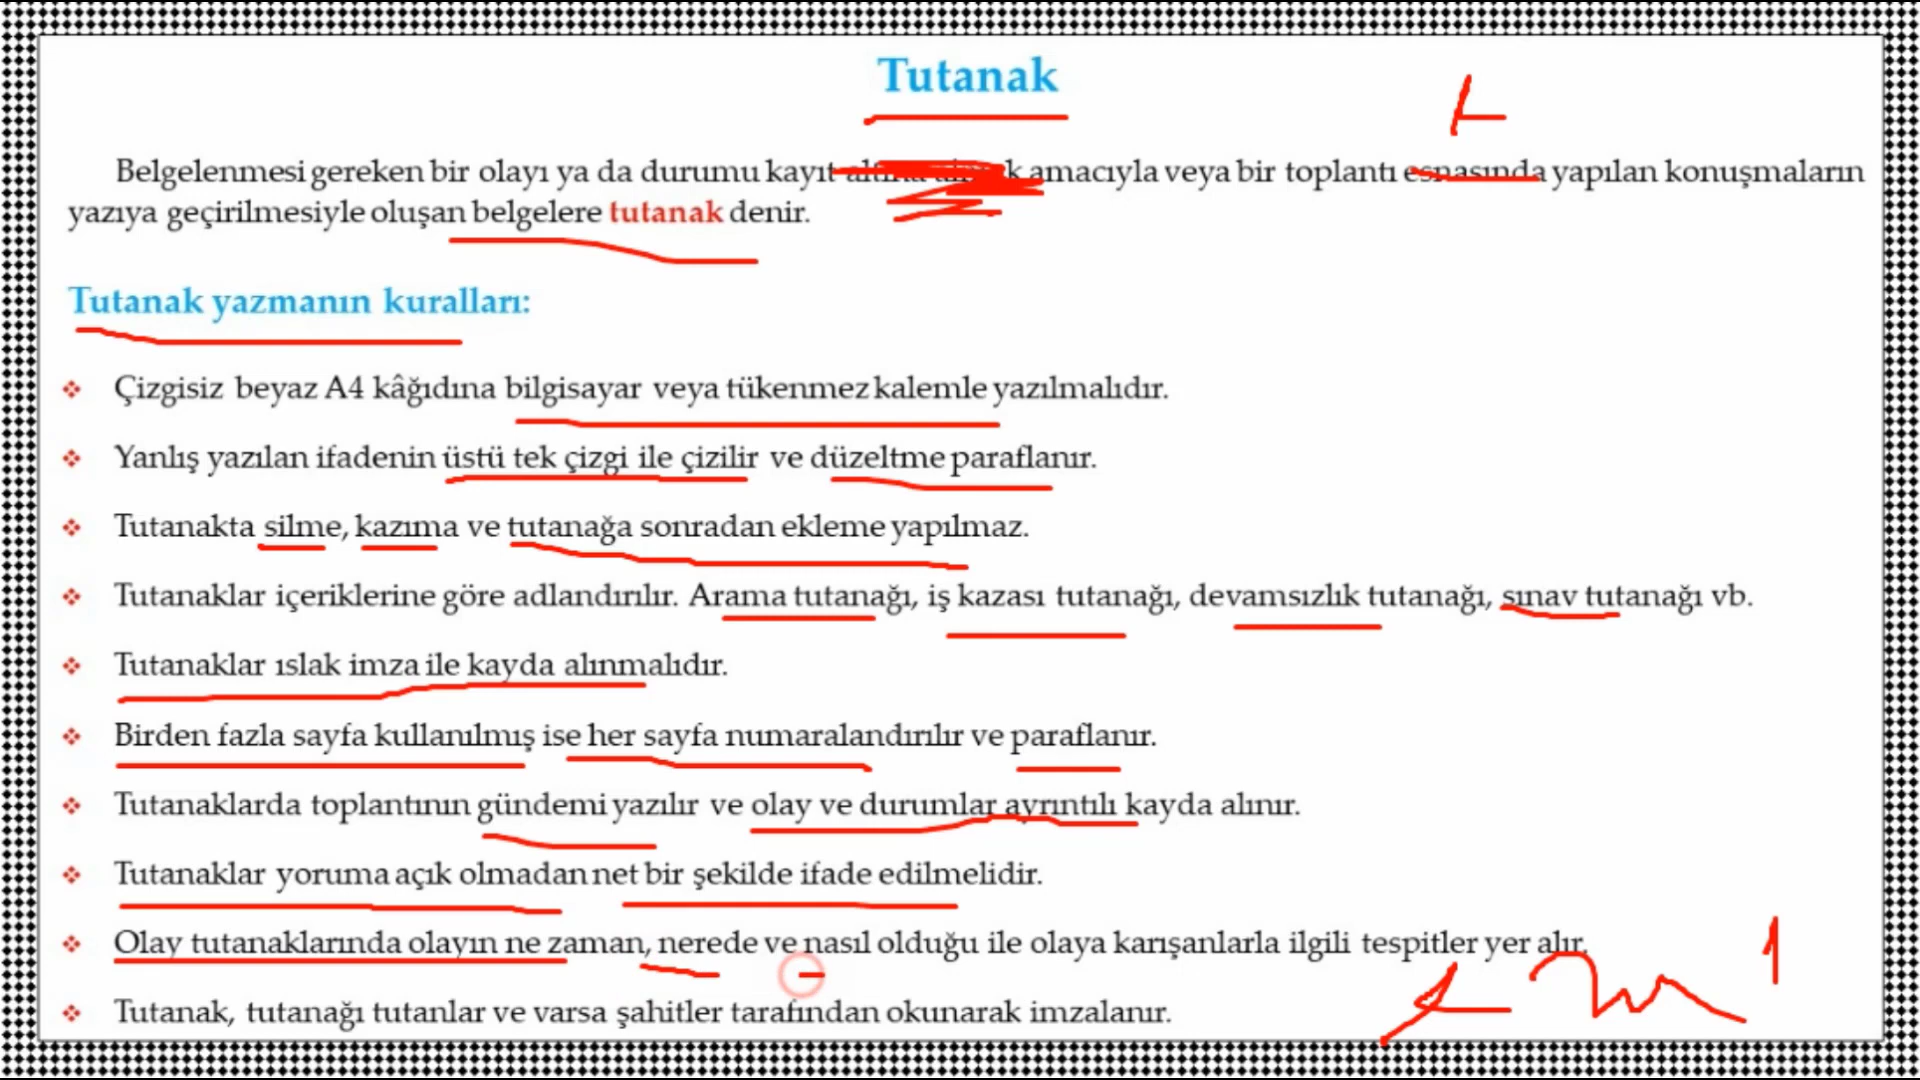 Tutanak
Belgelenmesi gereken bir olayı ya da durumu kayıt amacıyla veya bir toplantı esnasında yapılan konuşmaların
yazıya geçirilmesiyle oluşan belgelere tutanak denir.
Tutanak yazmanın kuralları:
Çizgisiz beyaz A4 kâğıdına bilgisayar veya tükenmez kalemle yazılmalıdır.
Yanlış yazılan ifadenin üstü tek çizgi ile çizilir ve düzeltme paraflanır.
Tutanakta silme, kazıma ve tutanağa sonradan ekleme yapılmaz.
Tutanaklar içeriklerine göre adlandırılır. Arama tutanağı, iş kazası tutanağı, devamsızlık tutanağı, sınav tutanağı vb.
Tutanaklar ıslak imza ile kayda alınmalıdır.
Birden fazla sayfa kullanılmış ise her sayfa numaralandırılır ve paraflanır.
Tutanaklarda toplantının gündemi yazılır ve olay ve durumlar ayrıntılı kayda alınır.
Tutanaklar yoruma açık olmadan net bir şekilde ifade edilmelidir.
Olay tutanaklarında olayın ne zaman, nerede ve nasıl olduğu ile olaya karışanlarla ilgili tespitler yer alır.
Tutanak, tutanağı tutanlar ve varsa şahitler tarafından okunarak imzalanır.